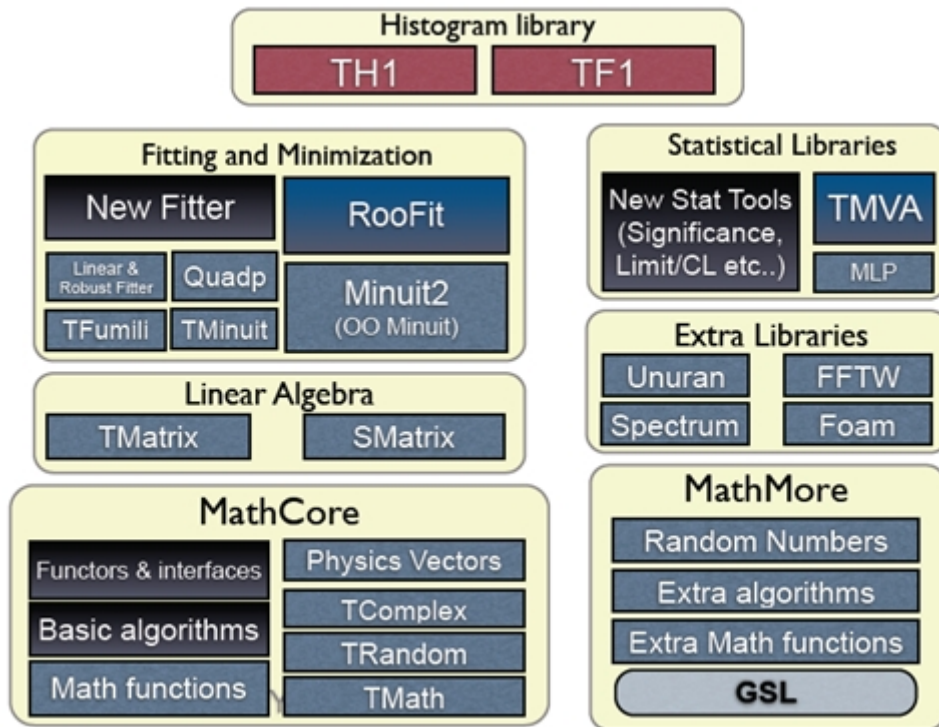 Histogram library
TH1
TF1
Fitting and Minimization
New Fitter
RooFit
Linear &
Robust Fitter
Quadp
TFumili
TMinuit
Minuit2
(OO Minuit)
Statistical Libraries
New Stat Tools
(Significance,
Limit/CL etc..)
TMVA
MLP
Extra Libraries
Unuran
FFTW
Spectrum
Foam
Linear Algebra
TMatrix
SMatrix
MathCore
Functors & interfaces
Basic algorithms
Math functions
Physics Vectors
TComplex
TRandom
TMath
MathMore
Random Numbers
Extra algorithms
Extra Math functions
GSL